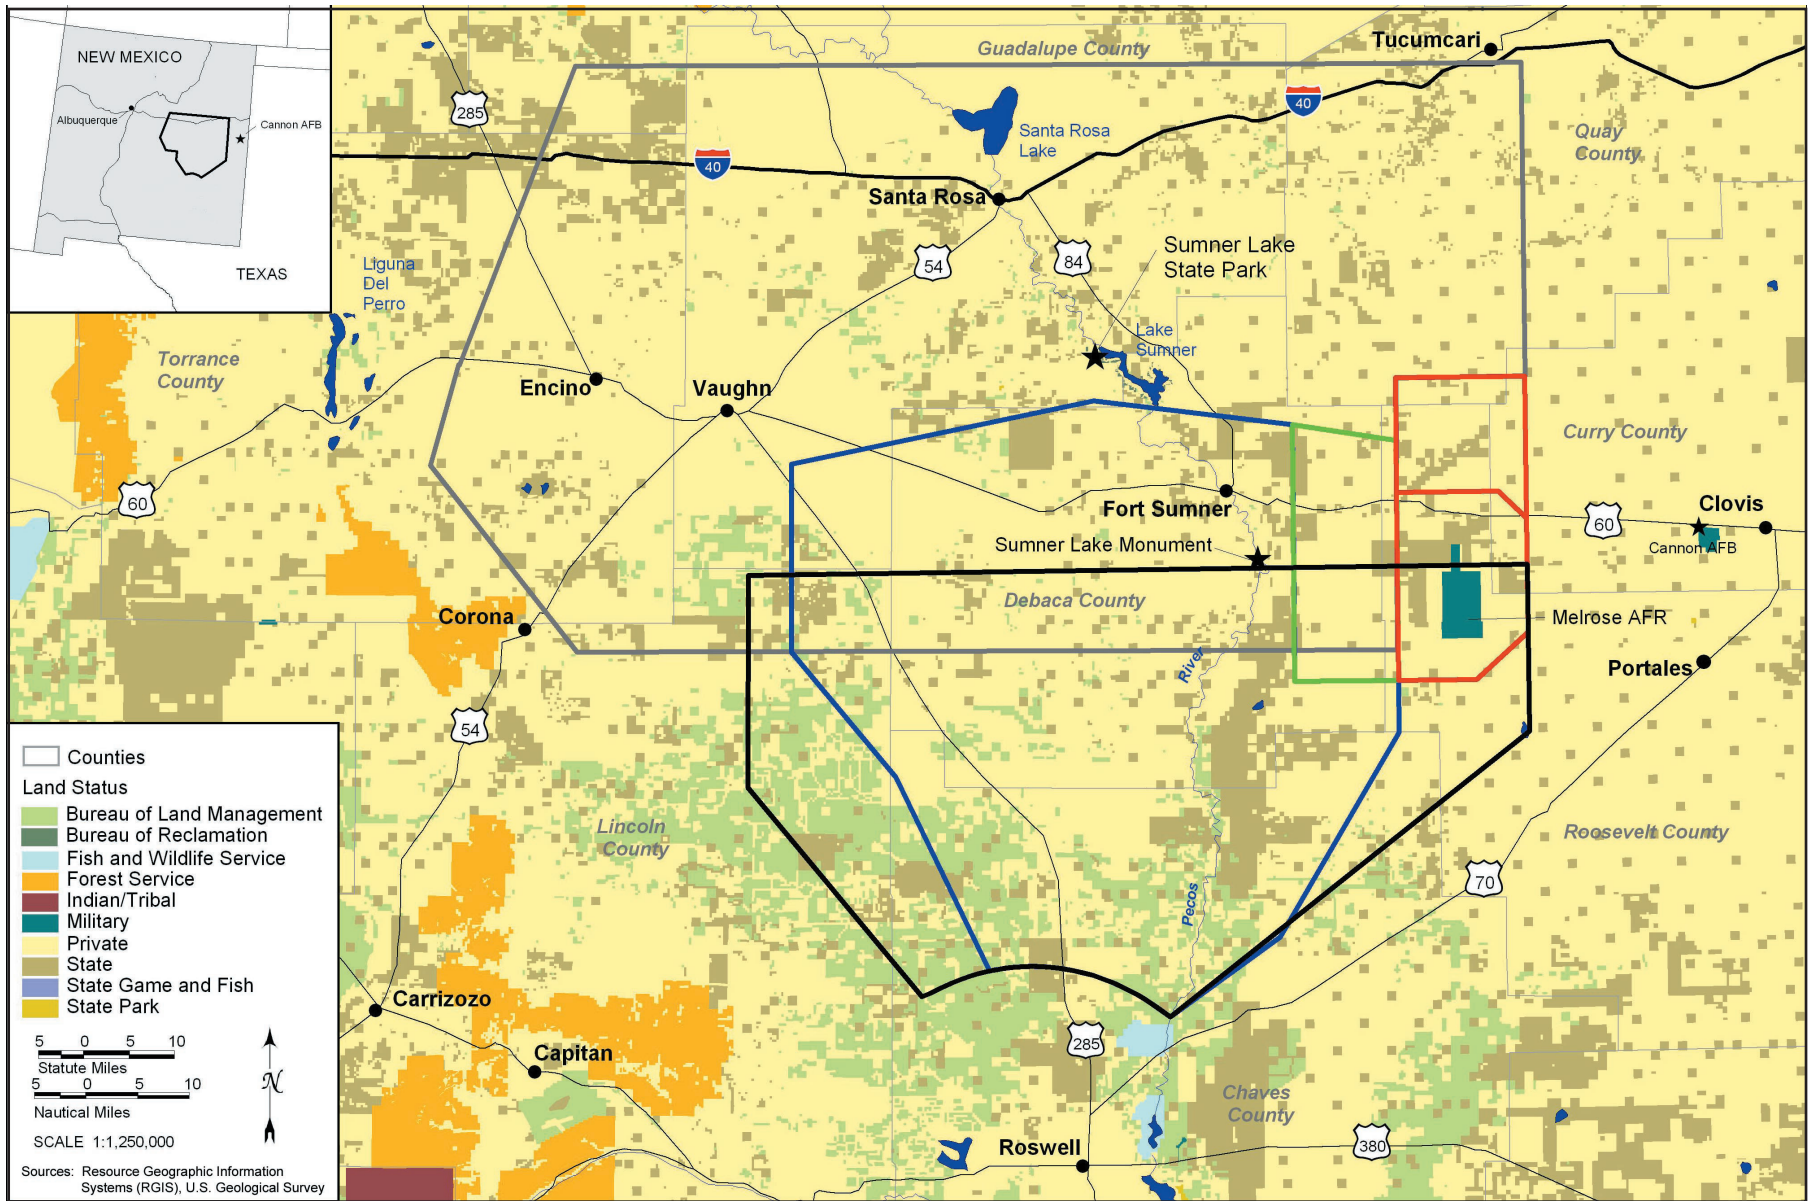 NEW MEXICO
Albuquerque
Cannon AFB
TEXAS
Guadalupe County
Tucumcari
285
40
40
Santa Rosa
Lake
Quay
County
Santa Rosa
54
84
Sumner Lake
State Park
Liguna
Del
Perro
Lake
Sumner
Torrance
County
Encino
Vaughn
Curry County
60
Fort Sumner
60
Clovis
Cannon AFB
Sumner Lake Monument
Debaca County
Melrose AFR
Corona
Portales
River
54
Counties
Land Status
Bureau of Land Management
Bureau of Reclamation
Fish and Wildlife Service
Forest Service
Indian/Tribal
Military
Private
State
State Game and Fish
State Park
Lincoln
County
Roosevelt County
70
Pecos
Carrizozo
Capitan
285
Chaves
County
Roswell
380
5 0 5 10
Statute Miles
5 0 5 10
Nautical Miles
N
SCALE 1:1,250,000
Sources: Resource Geographic Information
Systems (RGIS), U.S. Geological Survey